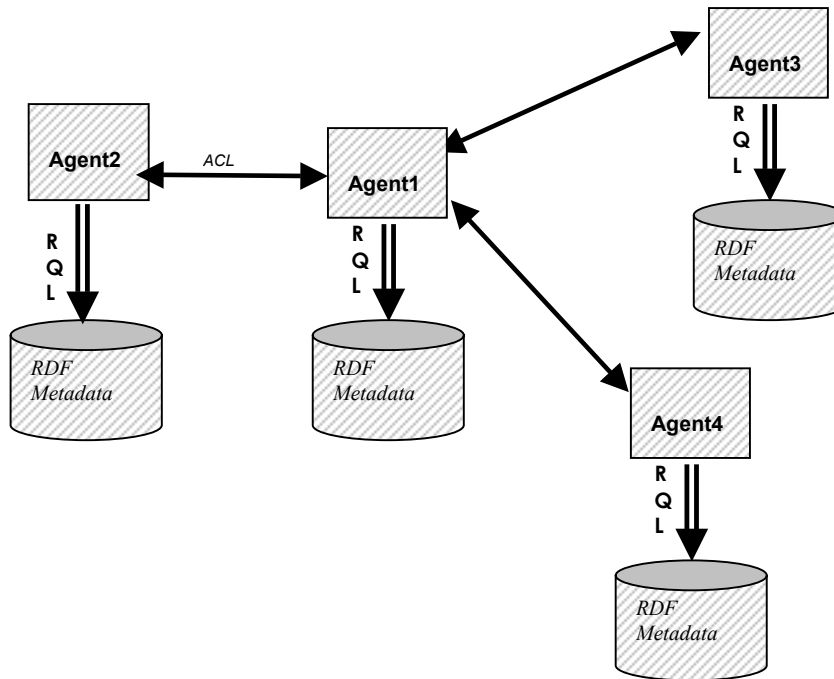 Agent3
R
Q
L
RDF
Metadata
Agent2
ACL
Agent1
R
Q
L
RDF
Metadata
R
Q
L
RDF
Metadata
Agent4
R
Q
L
RDF
Metadata